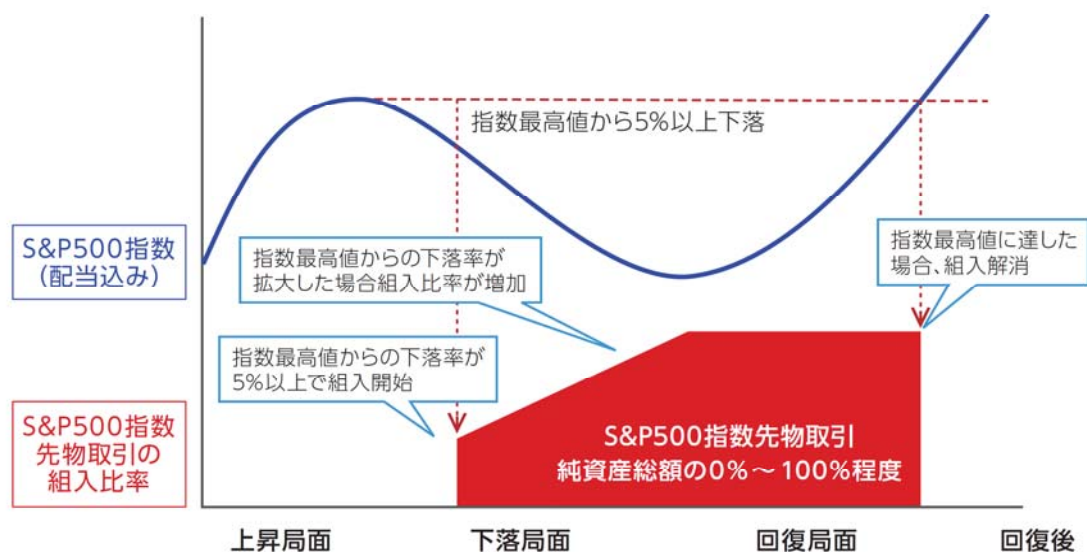 指数最高値から5%以上下落
S&P500指数
(配当込み)
指数最高値からの下落率が
拡大した場合組入比率が増加
指数最高値に達した
場合、組入解消
指数最高値からの下落率が
5%以上で組入開始
S&P500指数
先物取引の
組入比率
S&P500指数先物取引
純資産総額の0%～100%程度
上昇局面
下落局面
回復局面
回復後